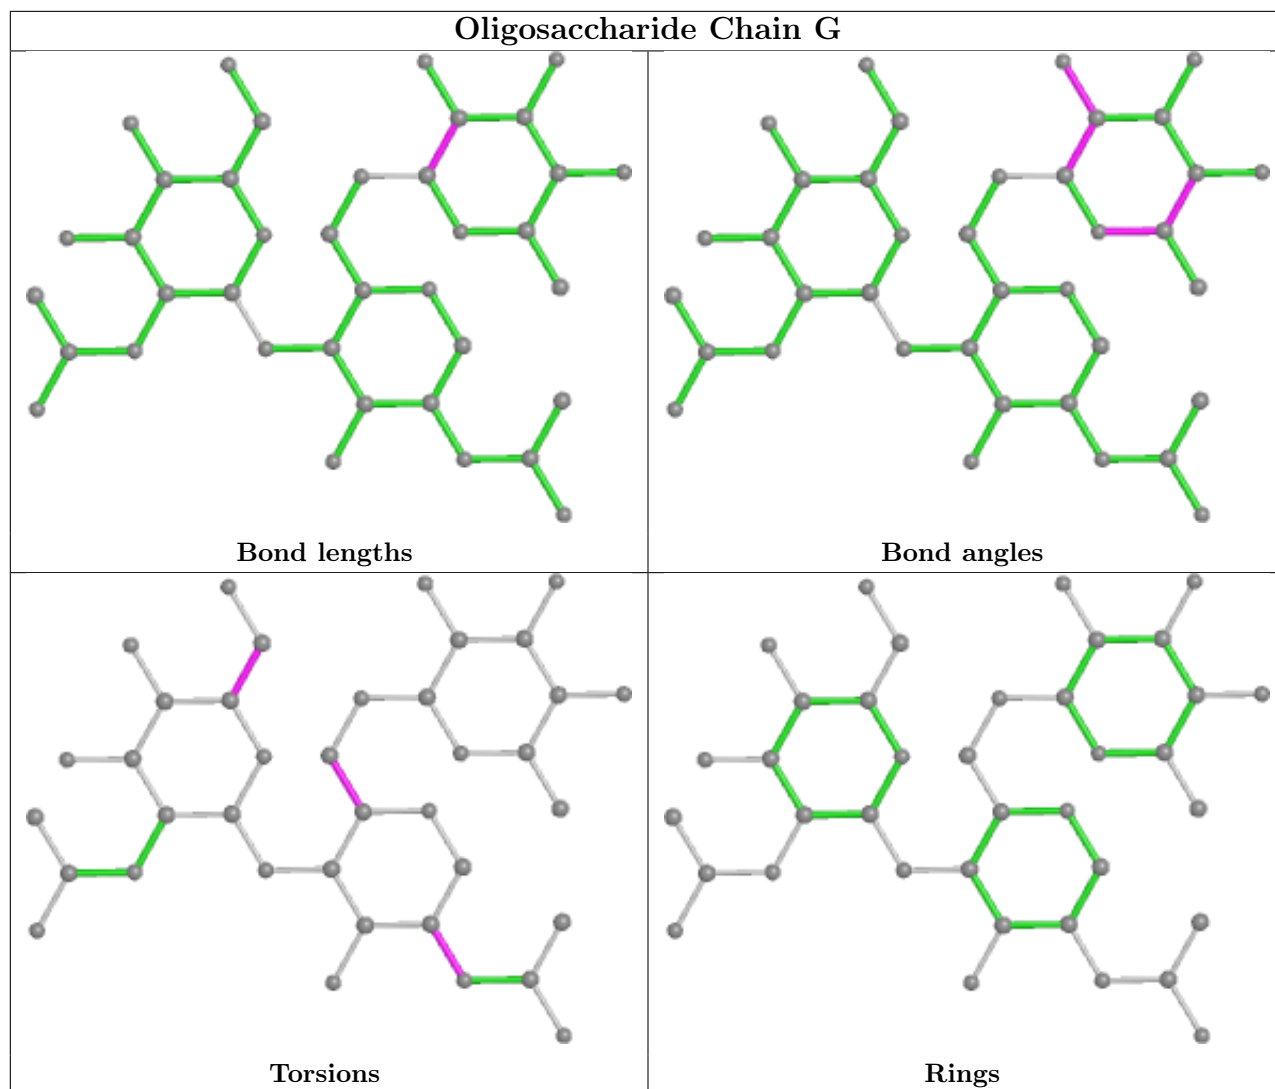 Oligosaccharide Chain G
Bond lengths
Bond angles
Torsions
Rings